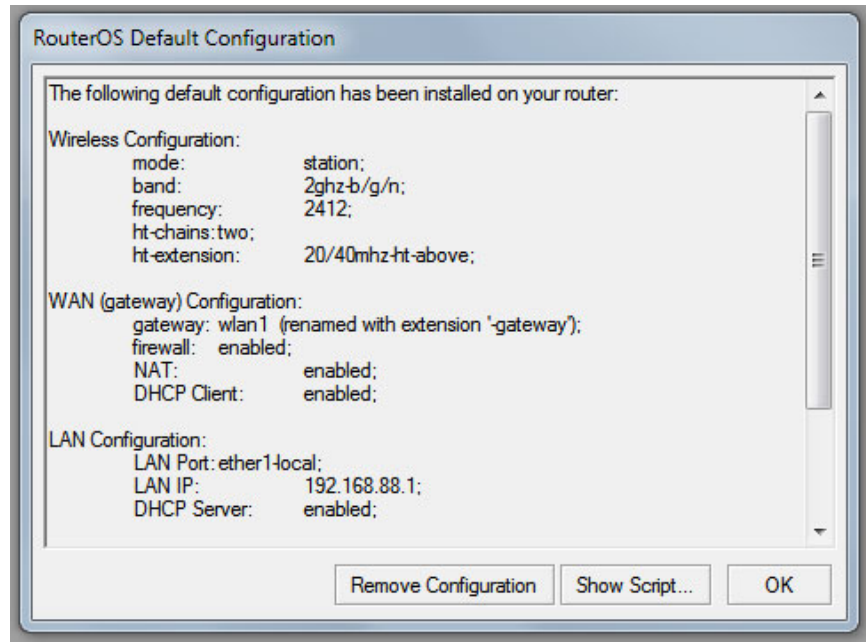 RouterOS Default Configuration
The following default configuration has been installed on your router:
Wireless Configuration:
mode: station;
band: 2ghz-b/g/n;
frequency: 2412;
ht-chains: two;
ht-extension: 20/40mhz-ht-above;
WAN (gateway) Configuration:
gateway: wlan1 (renamed with extension '-gateway');
firewall: enabled;
NAT: enabled;
DHCP Client: enabled;
LAN Configuration:
LAN Port: ether1-local;
LAN IP: 192.168.88.1;
DHCP Server: enabled;
Remove Configuration Show Script... OK